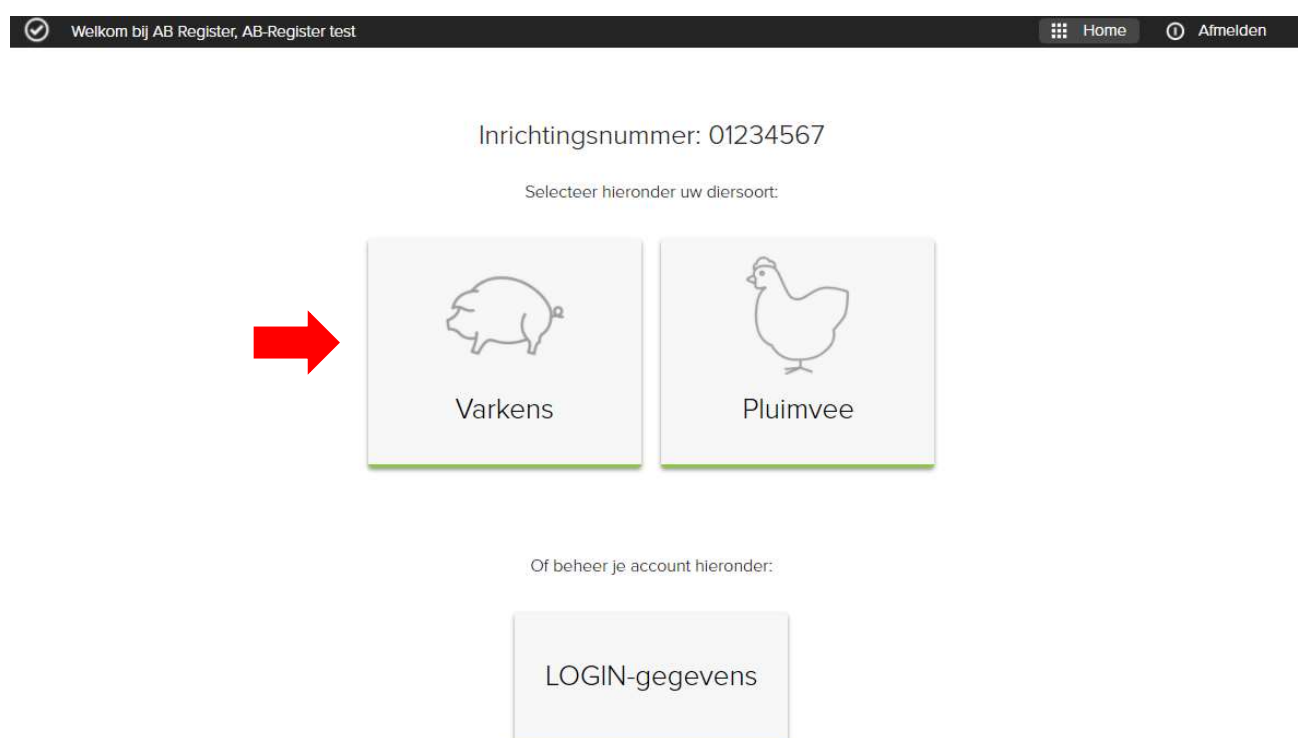 Welkom bij AB Register, AB-Register test
Home
Afmelden
Inrichtingsnummer: 01234567
Selecteer hieronder uw diersoort:
Varkens
Pluimvee
Of beheer je account hieronder:
LOGIN-gegevens